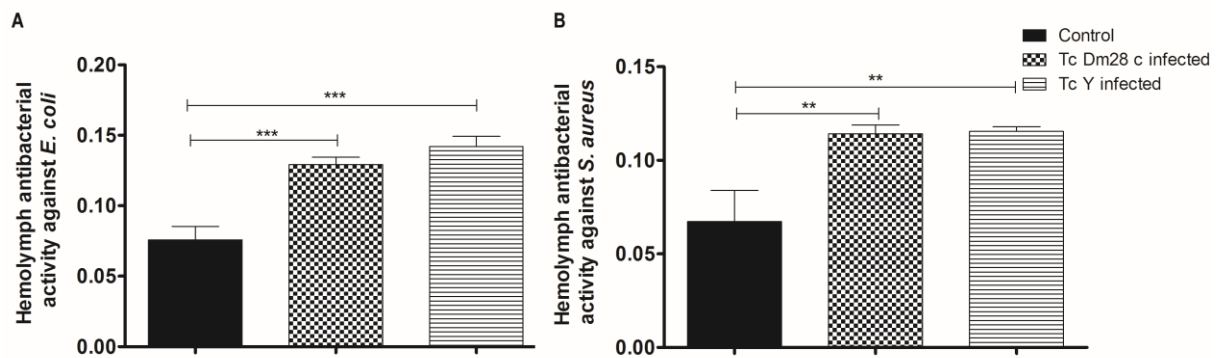 A
Hemolymph antibacterial
activity against E. coli
0.20
0.15
0.10
0.05
0.00
***
***
B
Hemolymph antibacterial
activity against S. aureus
0.15
0.10
0.05
0.00
**
**
Control
Tc Dm28 c infected
Tc Y infected